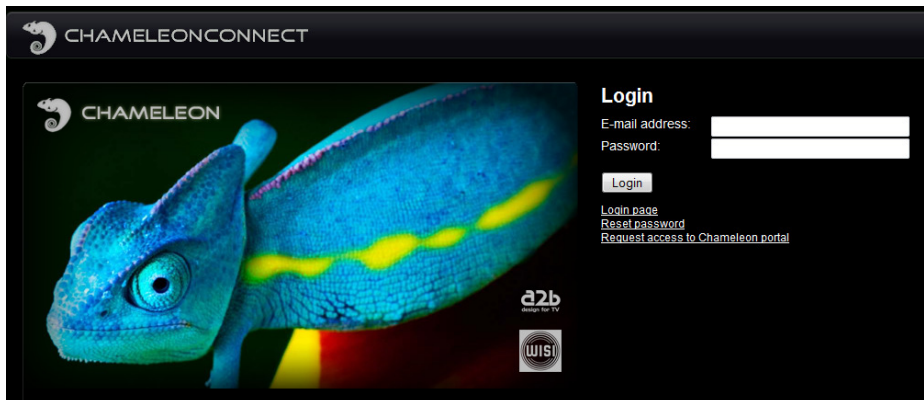 CHAMELEONCONNECT
CHAMELEON
a2b
design for TV
WISI
Login
E-mail address:
Password:
Login
Login page
Reset password
Request access to Chameleon portal